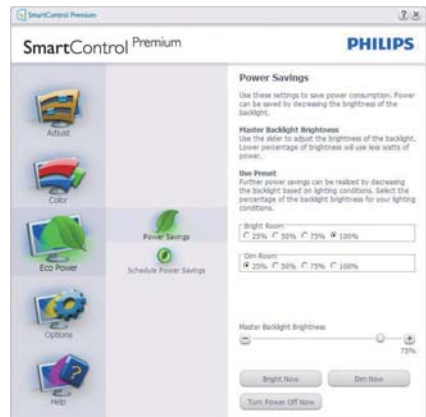 SmartControl Premium
SmartControl Premium
PHILIPS
Adjust
Color
Eco Power
Options
Help
Power Savings
Schedule Power Savings
Power Savings
Use these settings to save power consumption. Power
can be saved by decreasing the brightness of the
backlight.
Master Backlight Brightness
Use the slider to adjust the brightness of the backlight.
Lower percentage of brightness will use less watts of
power.
Use Preset
Further power savings can be realized by decreasing
the backlight based on lighting conditions. Select the
percentage of the backlight brightness for your lighting
conditions.
Bright Room
25% 50% 75% 100%
Dim Room
25% 50% 75% 100%
Master Backlight Brightness
75%
Bright Now Dim Now
Turn Power Off Now